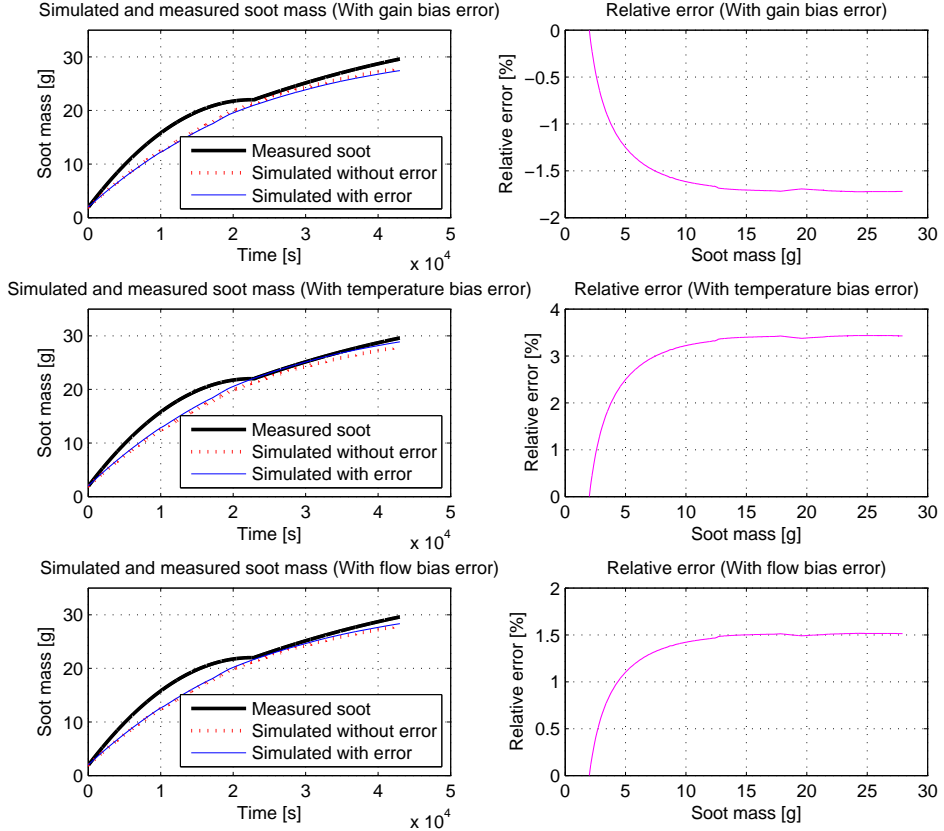 Simulated and measured soot mass (With gain bias error)
Soot mass [g]
30
20
10
0
Measured soot
Simulated without error
Simulated with error
0 1 2 3 4 5
Time [s]
x 10^4
Relative error (With gain bias error)
Relative error [%]
0
−0.5
−1
−1.5
−2
0 5 10 15 20 25 30
Soot mass [g]
Simulated and measured soot mass (With temperature bias error)
Soot mass [g]
30
20
10
0
Measured soot
Simulated without error
Simulated with error
0 1 2 3 4 5
Time [s]
x 10^4
Relative error (With temperature bias error)
Relative error [%]
4
3
2
1
0
0 5 10 15 20 25 30
Soot mass [g]
Simulated and measured soot mass (With flow bias error)
Soot mass [g]
30
20
10
0
Measured soot
Simulated without error
Simulated with error
0 1 2 3 4 5
Time [s]
x 10^4
Relative error (With flow bias error)
Relative error [%]
2
1.5
1
0.5
0
0 5 10 15 20 25 30
Soot mass [g]